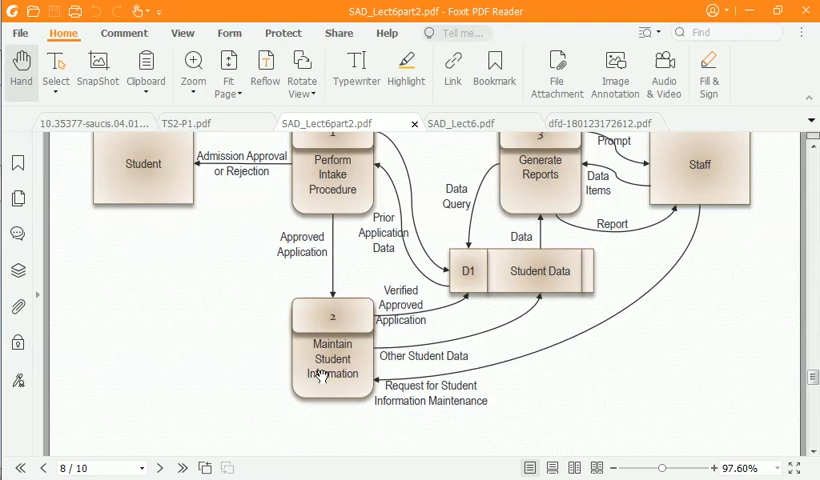 SAD_Lect6part2.pdf - Foxit PDF Reader
File Home Comment View Form Protect Share Help Tell me... Find
Hand
Select
SnapShot
Clipboard
Zoom
Fit
Page
Reflow
Rotate
View
Typewriter
Highlight
Link
Bookmark
File
Attachment
Image
Annotation
Audio
& Video
Fill &
Sign
10.35377-saucis.04.01... TS2-P1.pdf SAD_Lect6part2.pdf SAD_Lect6.pdf dfd-180123172612.pdf
Student
Admission Approval
or Rejection
1
Perform
Intake
Procedure
Prior
Application
Data
Data
Query
3
Generate
Reports
Prompt
Data
Items
Staff
Report
Approved
Application
Data
D1
Student Data
Verified
Approved
Application
2
Maintain
Student
Information
Other Student Data
Request for Student
Information Maintenance
8 / 10
97.60%